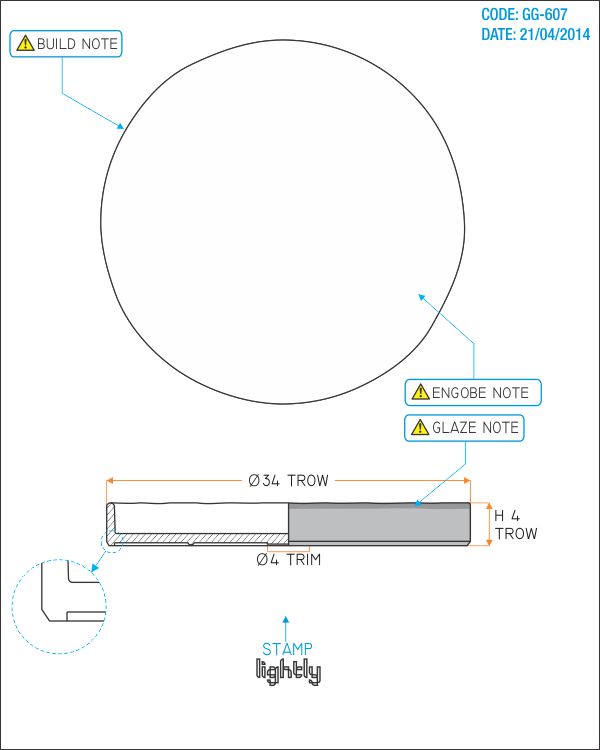 CODE: GG-607
DATE: 21/04/2014
BUILD NOTE
ENGOBE NOTE
GLAZE NOTE
Ø34 TROW
H 4
TROW
Ø4 TRIM
STAMP
lightly